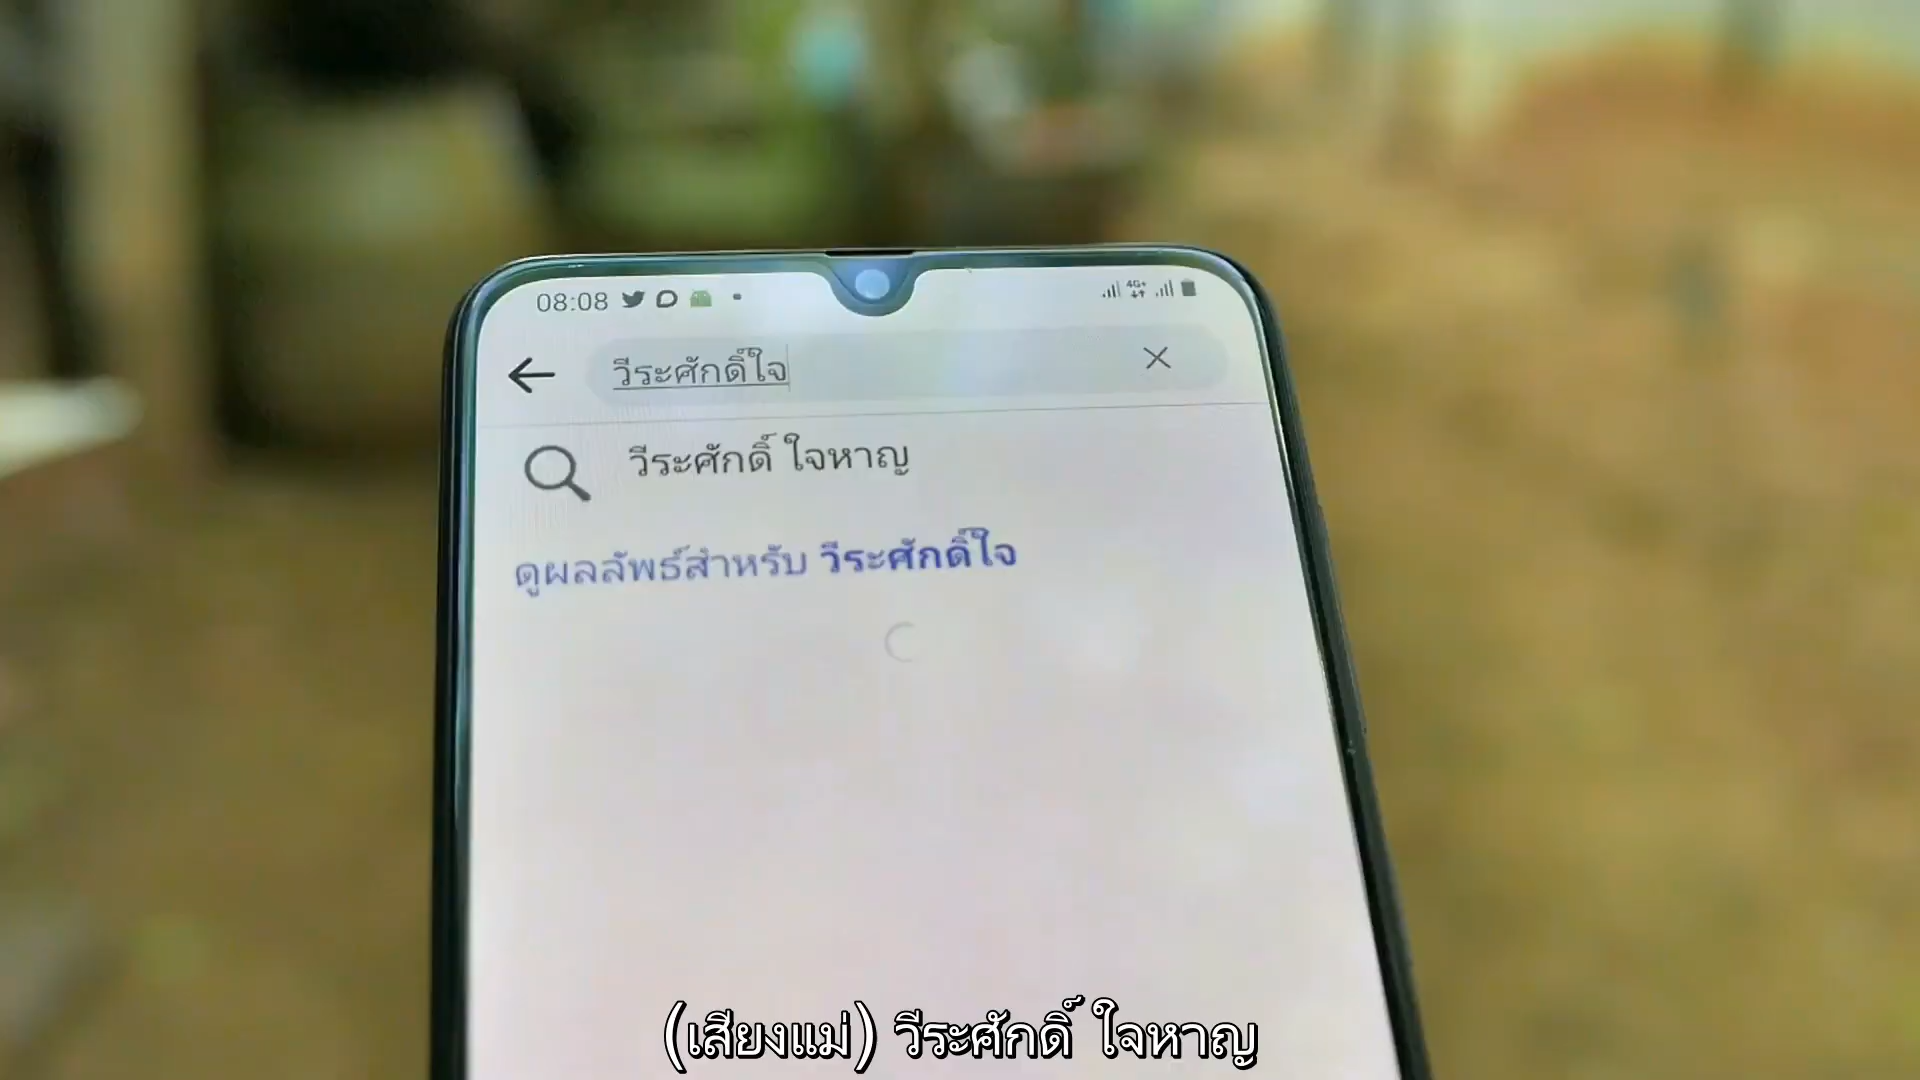 08:08
4G+
วีระศักดิ์ใจ
วีระศักดิ์ ใจหาญ
ดูผลลัพธ์สำหรับ วีระศักดิ์ใจ
(เสียงแม่) วีระศักดิ์ ใจหาญ